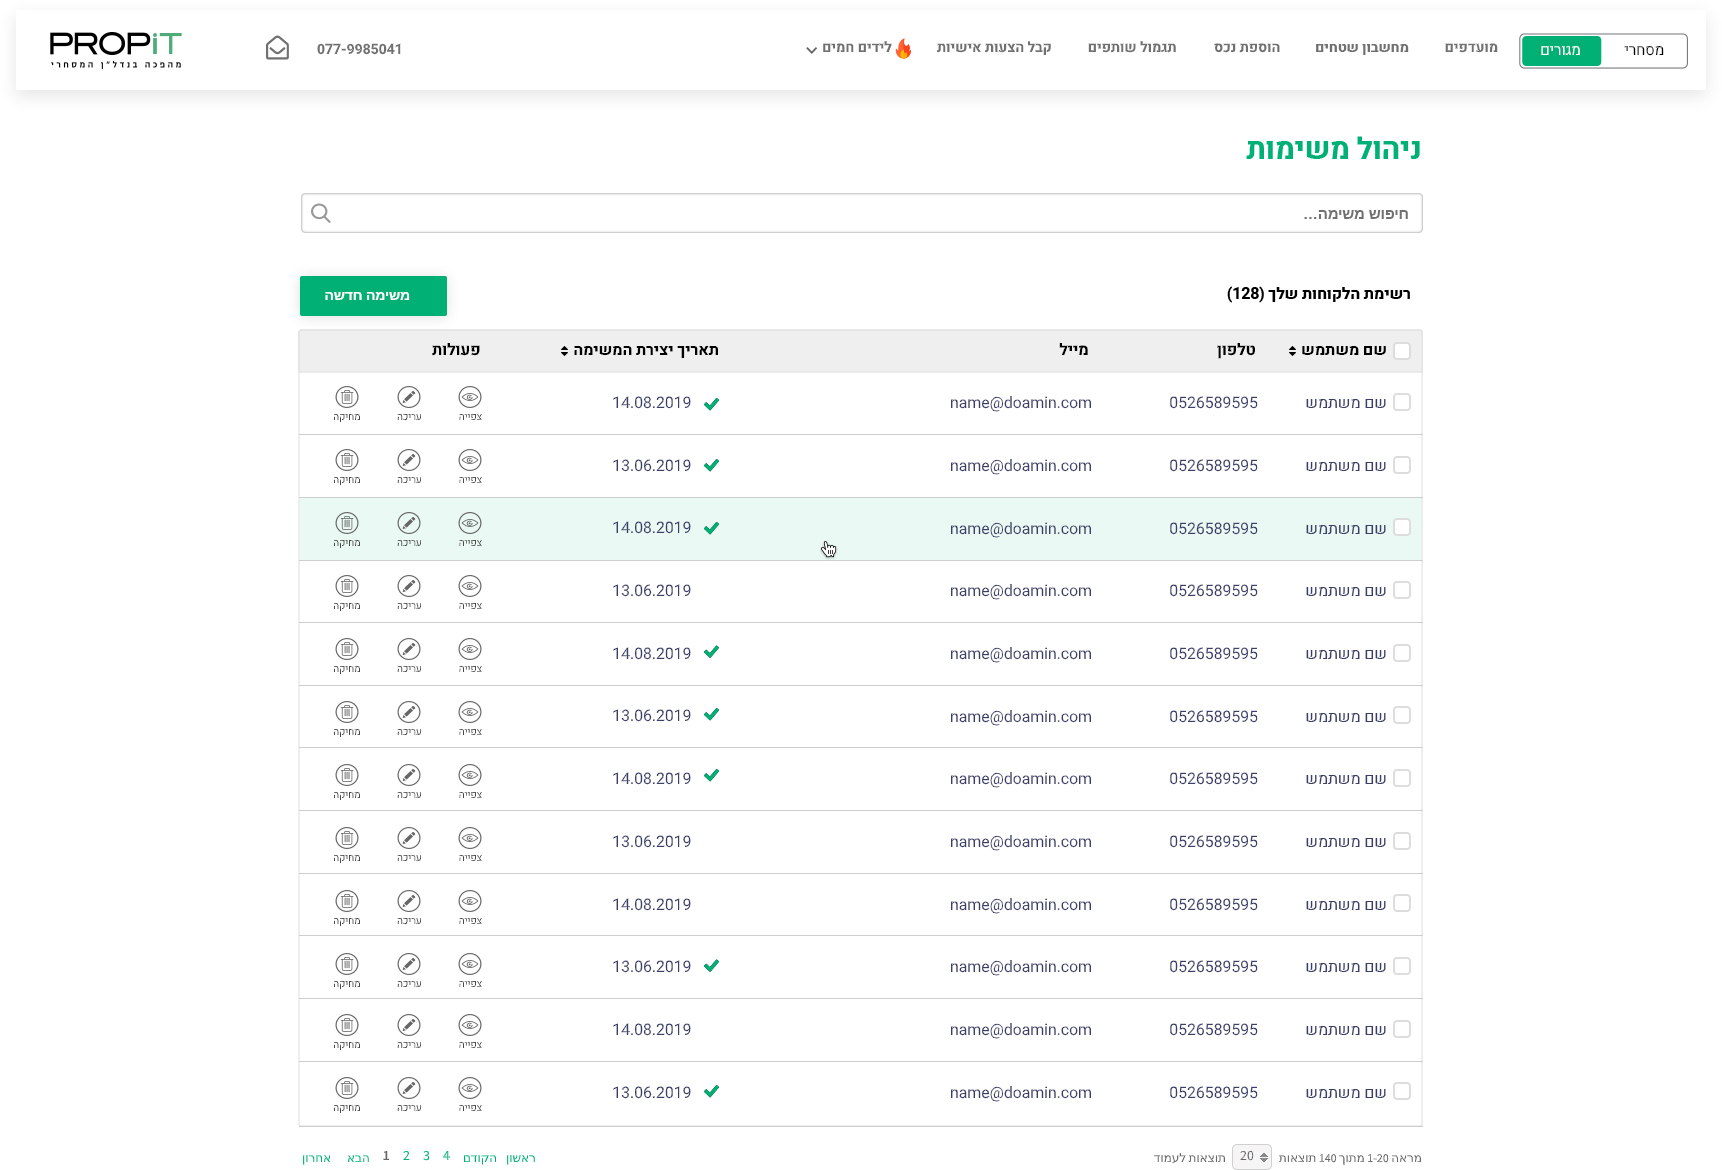 מסחרי
מגורים
מועדפים
מחשבון שטחים
הוספת נכס
תגמול שותפים
קבל הצעות אישיות
לידים חמים
077-9985041
PROPiT
מהפכה בנדל"ן המסחרי
ניהול משימות
חיפוש משימה...
רשימת הלקוחות שלך (128)
משימה חדשה
שם משתמש טלפון מייל תאריך יצירת המשימה פעולות
שם משתמש 0526589595 name@doamin.com 14.08.2019 צפייה עריכה מחיקה
שם משתמש 0526589595 name@doamin.com 13.06.2019 צפייה עריכה מחיקה
שם משתמש 0526589595 name@doamin.com 14.08.2019 צפייה עריכה מחיקה
שם משתמש 0526589595 name@doamin.com 13.06.2019 צפייה עריכה מחיקה
שם משתמש 0526589595 name@doamin.com 14.08.2019 צפייה עריכה מחיקה
שם משתמש 0526589595 name@doamin.com 13.06.2019 צפייה עריכה מחיקה
שם משתמש 0526589595 name@doamin.com 14.08.2019 צפייה עריכה מחיקה
שם משתמש 0526589595 name@doamin.com 13.06.2019 צפייה עריכה מחיקה
שם משתמש 0526589595 name@doamin.com 14.08.2019 צפייה עריכה מחיקה
שם משתמש 0526589595 name@doamin.com 13.06.2019 צפייה עריכה מחיקה
שם משתמש 0526589595 name@doamin.com 14.08.2019 צפייה עריכה מחיקה
שם משתמש 0526589595 name@doamin.com 13.06.2019 צפייה עריכה מחיקה
מראה 1-20 מתוך 140 תוצאות 20 תוצאות לעמוד
ראשון הקודם 4 3 2 1 הבא אחרון